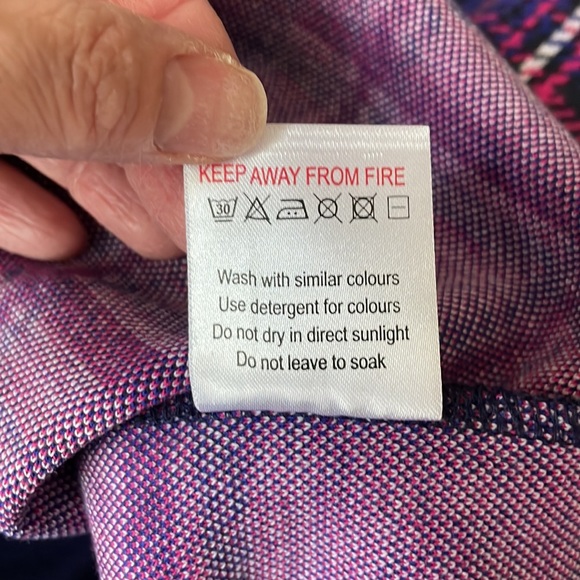 KEEP AWAY FROM FIRE
30
Wash with similar colours
Use detergent for colours
Do not dry in direct sunlight
Do not leave to soak